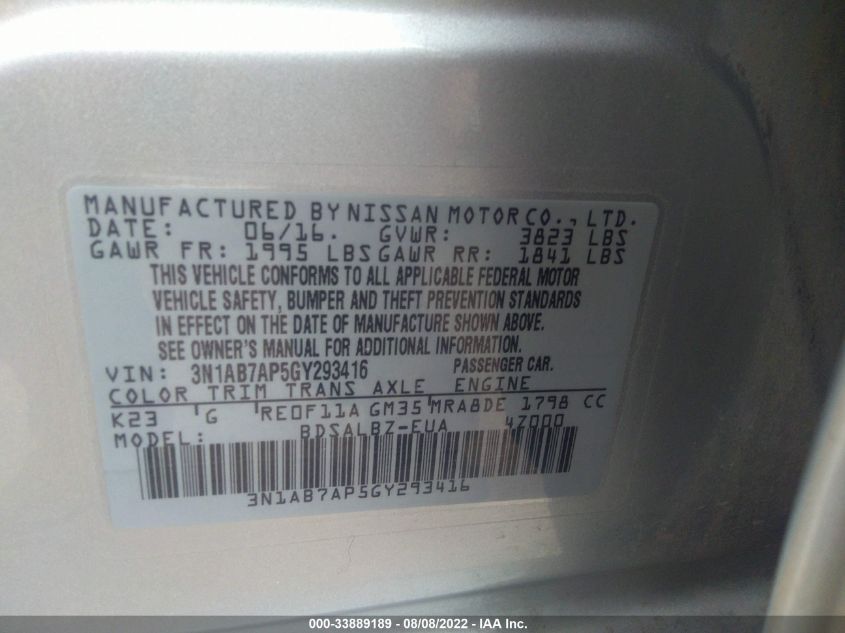 MANUFACTURED BY NISSAN MOTOR CO., LTD.
DATE: 06/16. GVWR: 3823 LBS
GAWR FR: 1995 LBS GAWR RR: 1841 LBS
THIS VEHICLE CONFORMS TO ALL APPLICABLE FEDERAL MOTOR
VEHICLE SAFETY, BUMPER AND THEFT PREVENTION STANDARDS
IN EFFECT ON THE DATE OF MANUFACTURE SHOWN ABOVE.
SEE OWNER'S MANUAL FOR ADDITIONAL INFORMATION.
VIN: 3N1AB7AP5GY293416 PASSENGER CAR.
COLOR TRIM TRANS AXLE ENGINE
K23 'G 'RE0F11A GM35'MRA8DE 1798 CC
MODEL: BDSALBZ-EUA 4Z000
3N1AB7AP5GY293416
000-33889189 - 08/08/2022 - IAA Inc.